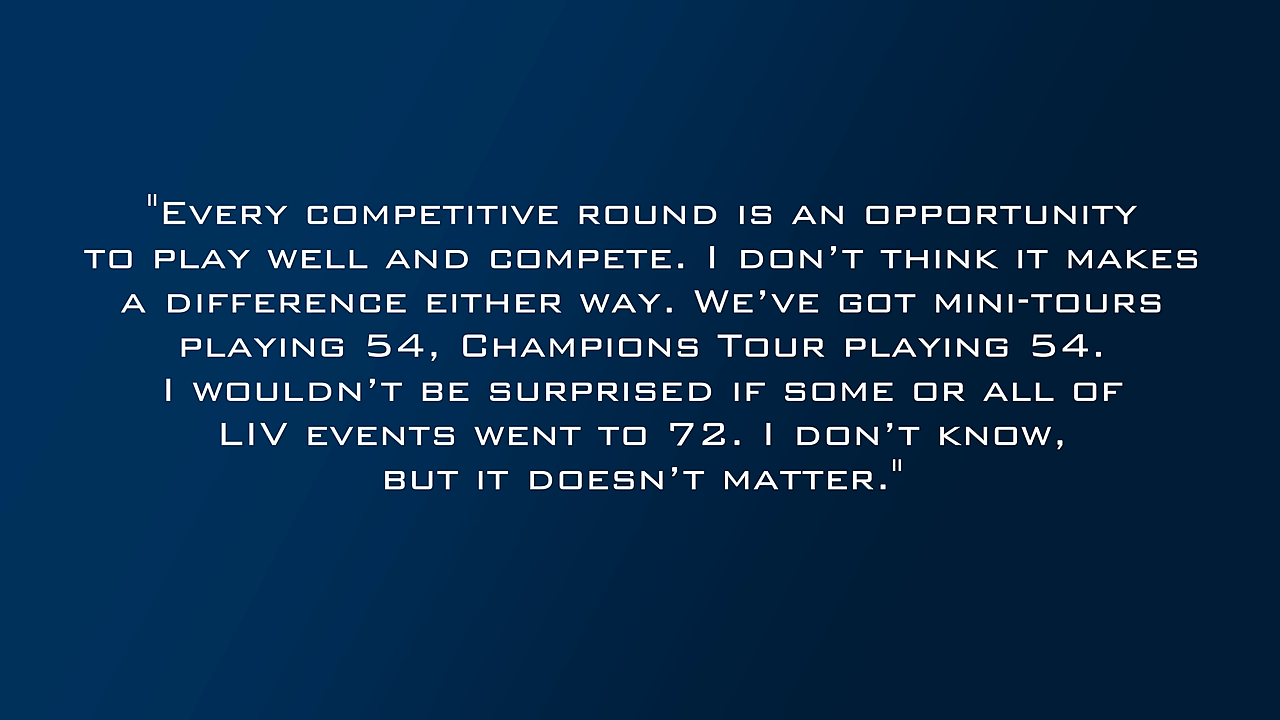 "Every competitive round is an opportunity
to play well and compete. I don’t think it makes
a difference either way. We’ve got mini-tours
playing 54, Champions Tour playing 54.
I wouldn’t be surprised if some or all of
LIV events went to 72. I don’t know,
but it doesn’t matter."